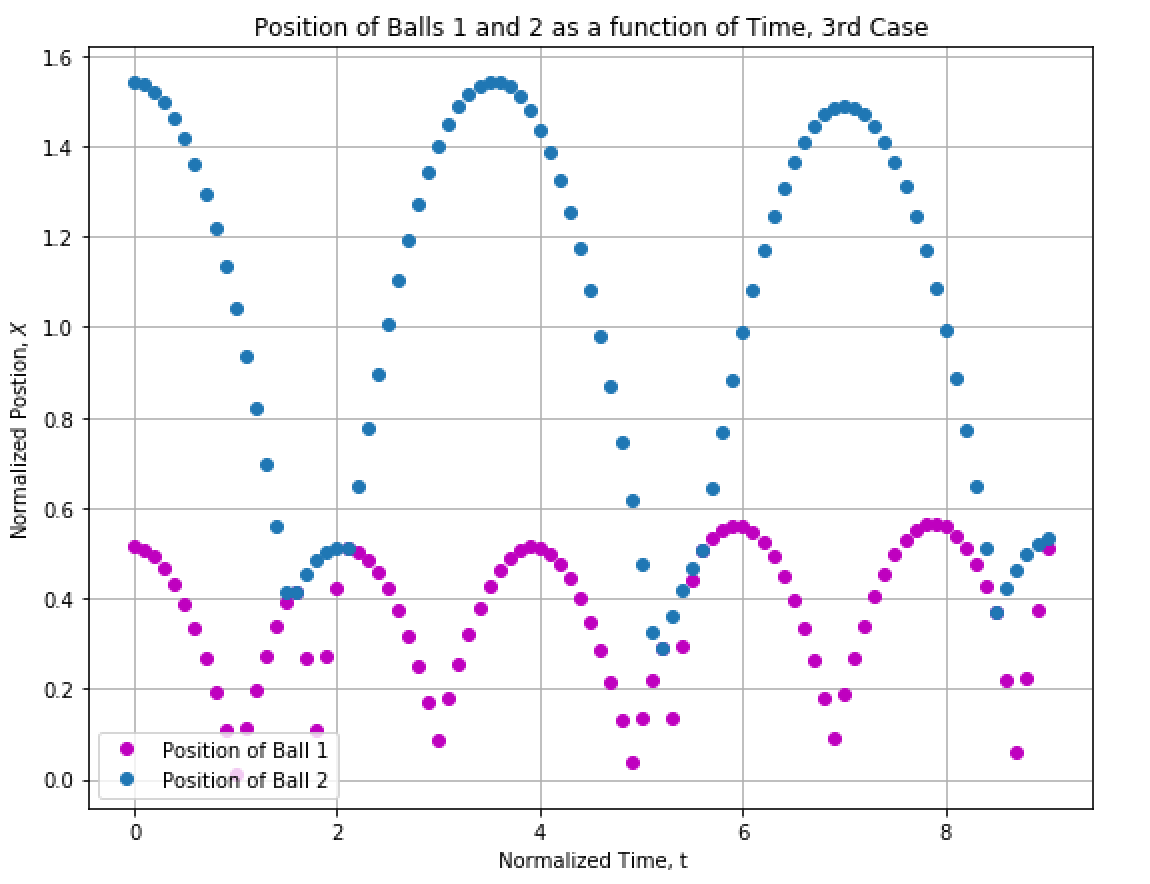 Position of Balls 1 and 2 as a function of Time, 3rd Case
1.6
1.4
1.2
1.0
0.8
0.6
0.4
0.2
0.0
Normalized Postion, X
Position of Ball 1
Position of Ball 2
0 2 4 6 8
Normalized Time, t